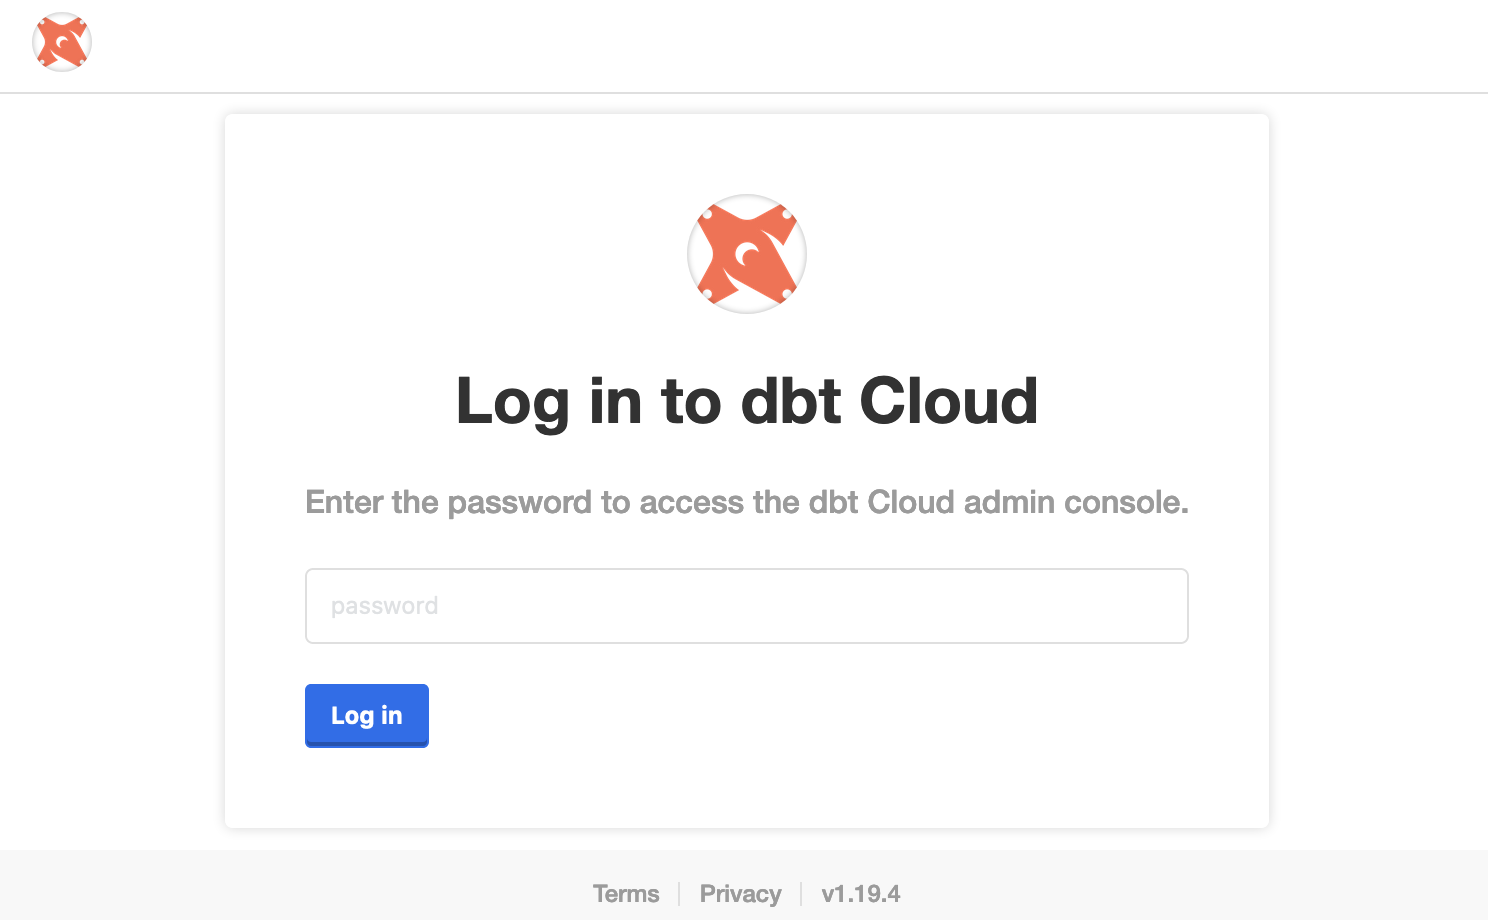 Log in to dbt Cloud
Enter the password to access the dbt Cloud admin console.
password
Log in
Terms
Privacy
v1.19.4